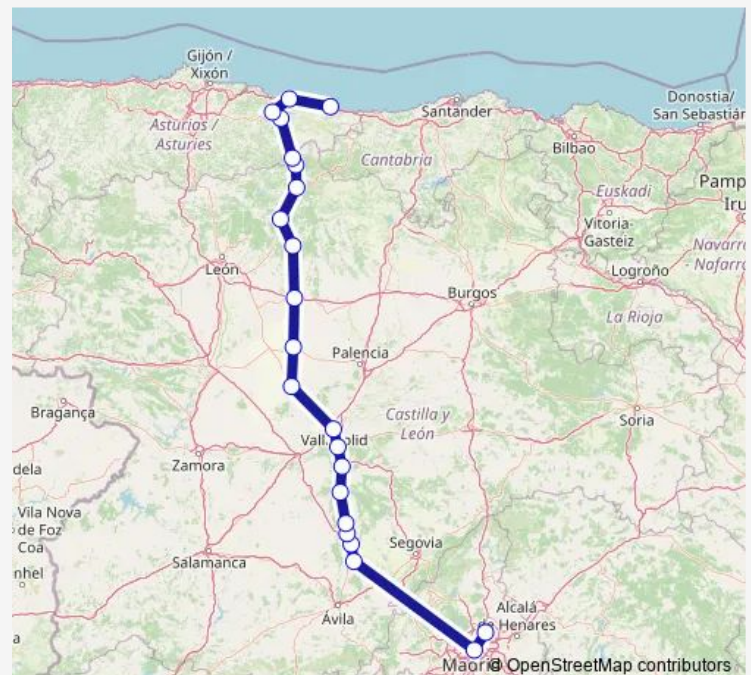 Gijón /
Xixón
Donostia/
San Sebastián
Santander
Asturias /
Asturies
Bilbao
Cantabria
Pamp
Iru
Euskadi
Vitoria-
Gasteiz
Navarra
- Nafarro
León
Logroño
Burgos
La Rioja
Palencia
Bragança
Castilla y
León
Soria
Zamora
dela
Vila Nova
de Foz
Coa
Segovia
Salamanca
nhel
Alcalá
de Henares
Ávila
a
OpenStreetMap contributors